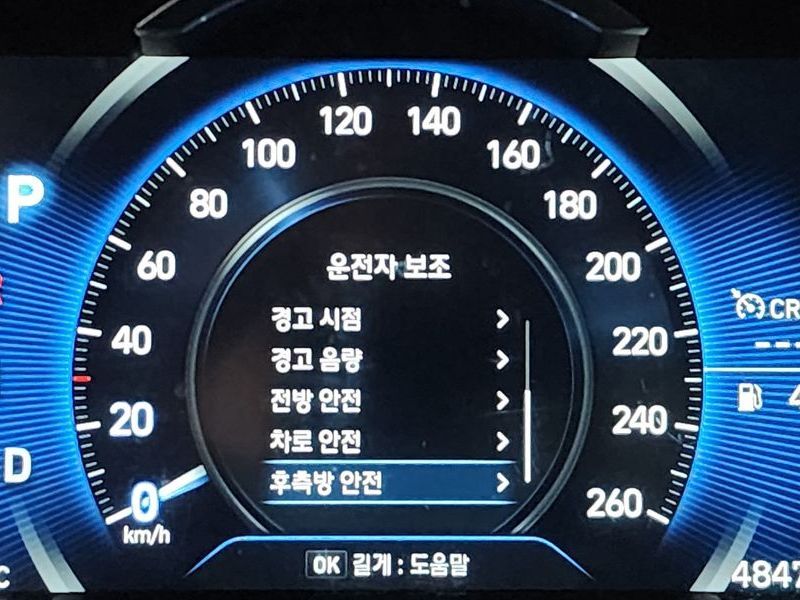 120 140
100 160
80 180
P
60 200
운전자 보조
경고 시점
40 220
경고 음량
전방 안전
20 240
차로 안전
D
후측방 안전
0 260
km/h
OK 길게 : 도움말